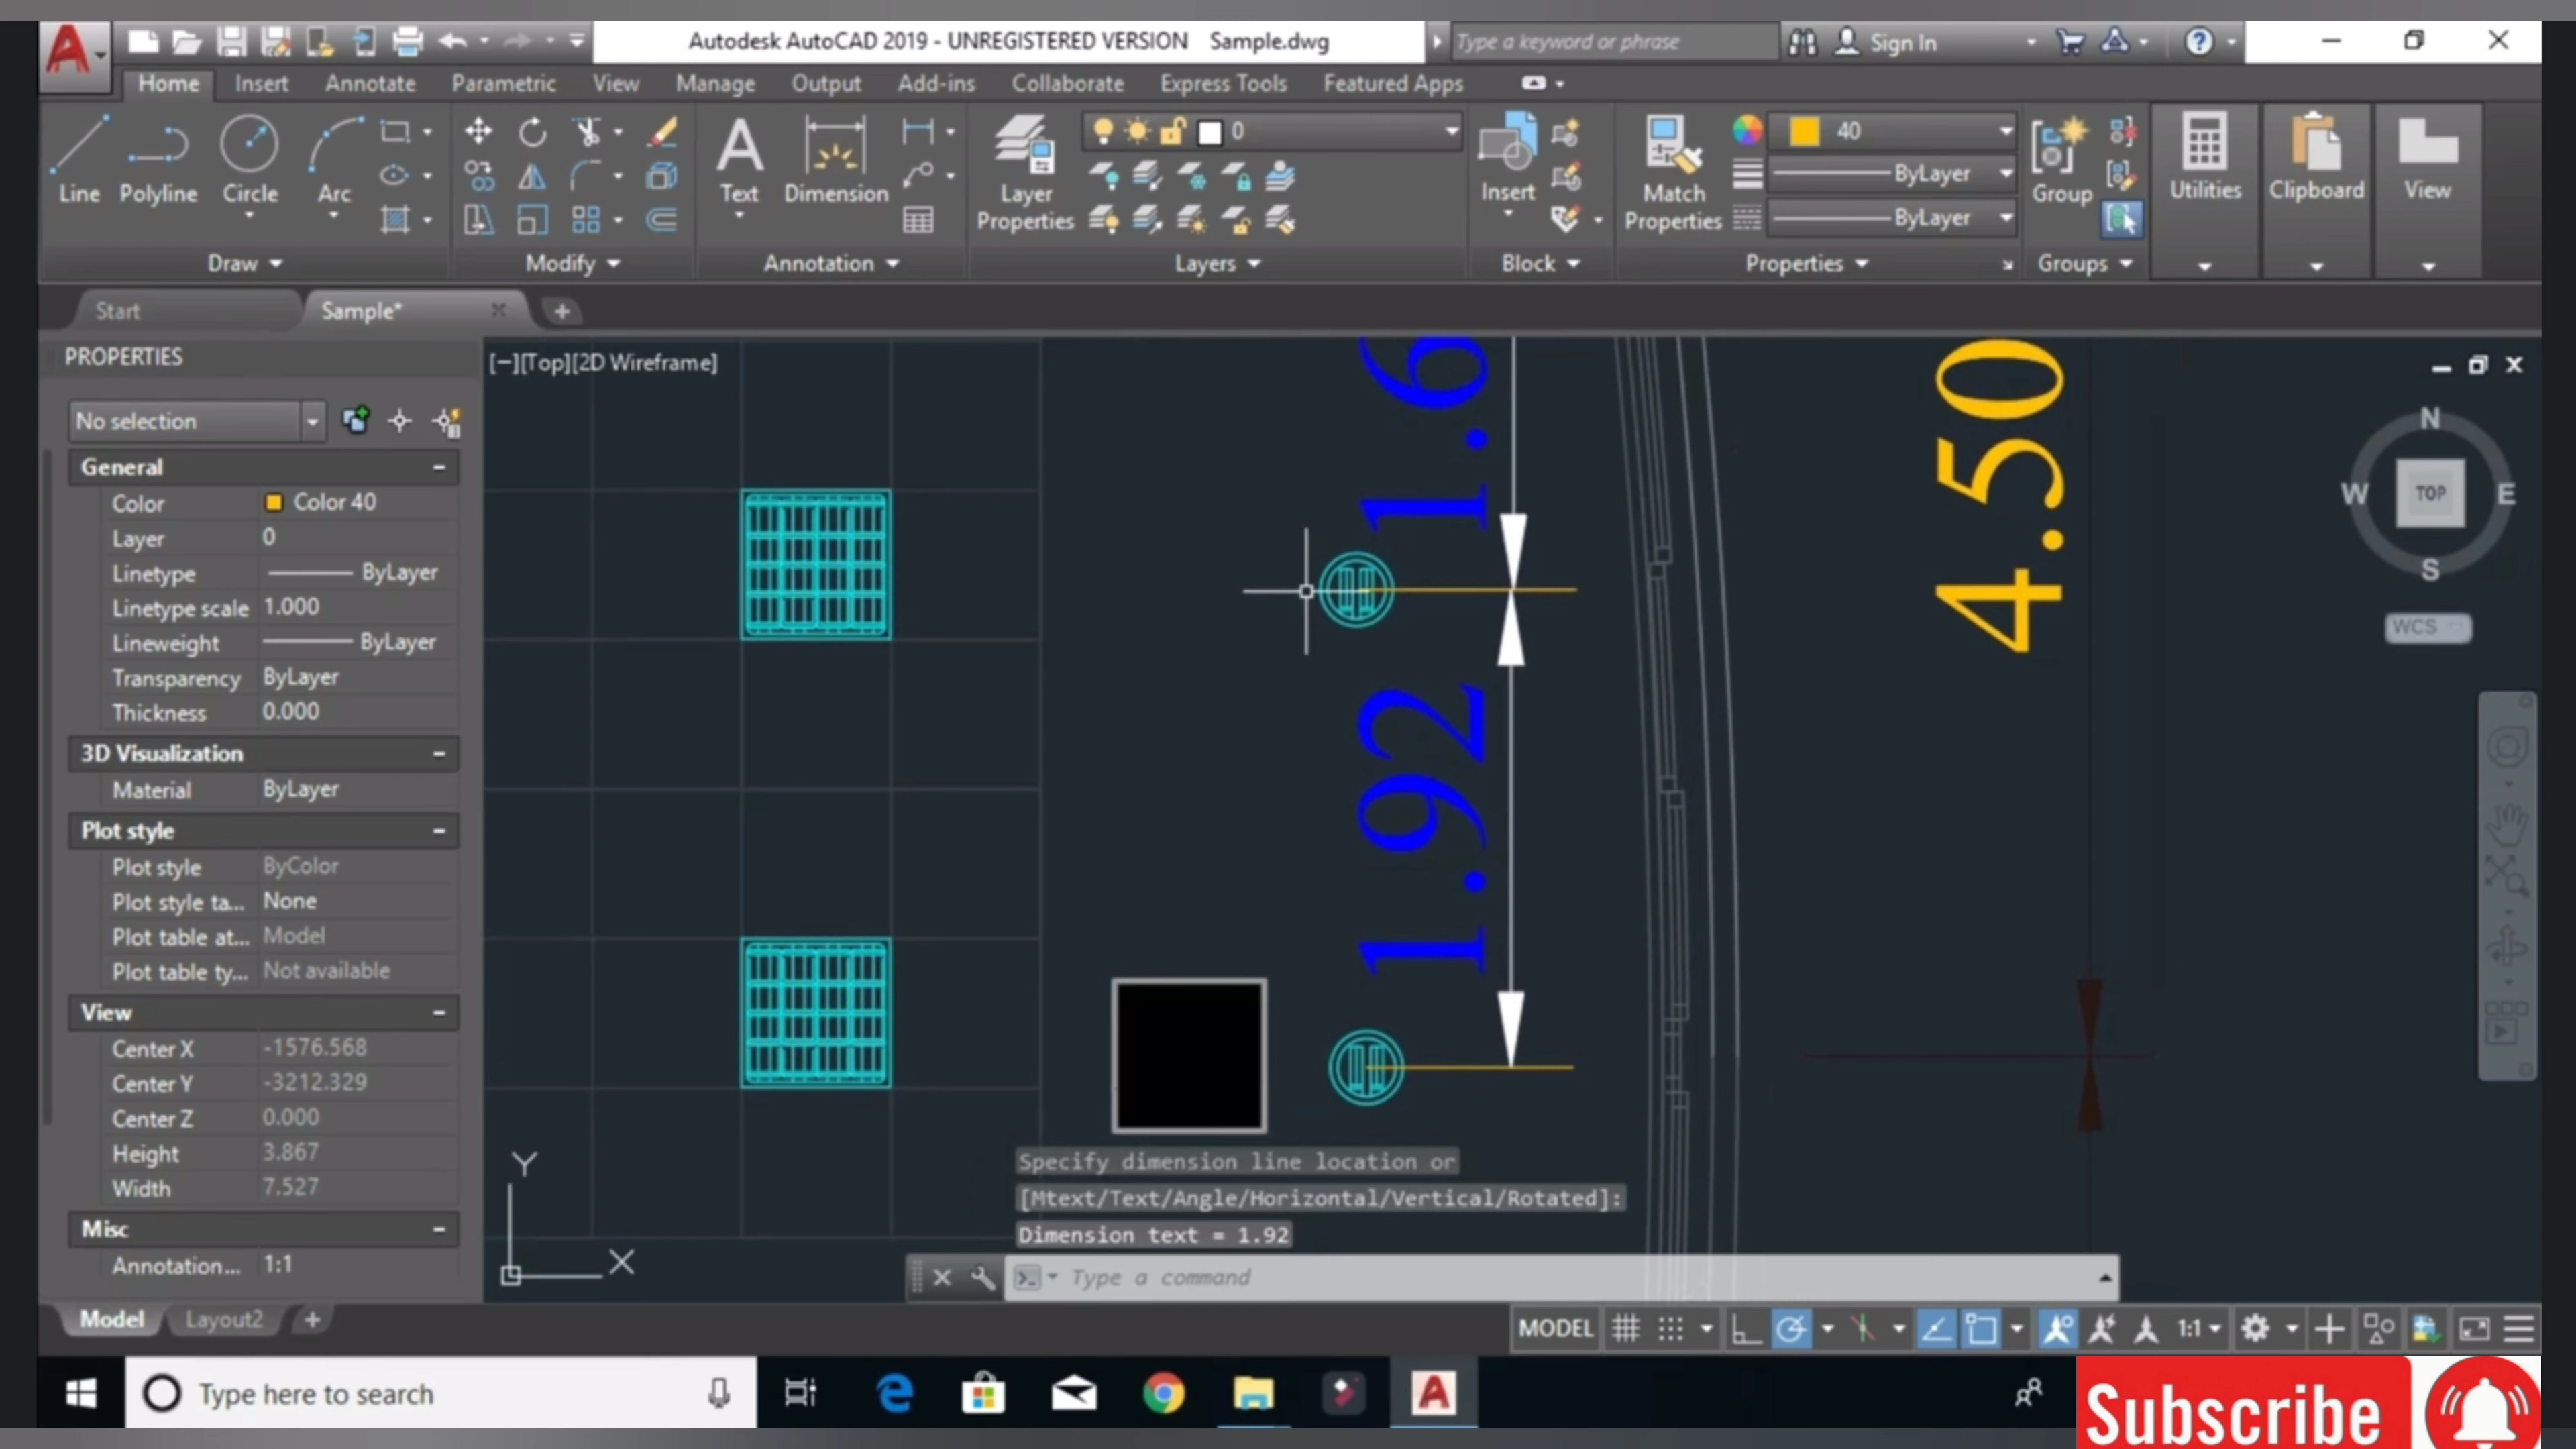 Autodesk AutoCAD 2019 - UNREGISTERED VERSION Sample.dwg
Type a keyword or phrase
Sign In
Home Insert Annotate Parametric View Manage Output Add-ins Collaborate Express Tools Featured Apps
Line Polyline Circle Arc
Text Dimension
Layer Properties
0
Insert
Match Properties
40
ByLayer
ByLayer
Group
Utilities
Clipboard
View
Draw Modify Annotation Layers Block Properties Groups
Start Sample*
PROPERTIES
No selection
General
Color Color 40
Layer 0
Linetype ByLayer
Linetype scale 1.000
Lineweight ByLayer
Transparency ByLayer
Thickness 0.000
3D Visualization
Material ByLayer
Plot style
Plot style ByColor
Plot style ta... None
Plot table at... Model
Plot table ty... Not available
View
Center X -1576.568
Center Y -3212.329
Center Z 0.000
Height 3.867
Width 7.527
Misc
Annotation... 1:1
[−][Top][2D Wireframe]
1.6
1.92
4.50
N
W TOP E
S
WCS
Y
X
Specify dimension line location or
[Mtext/Text/Angle/Horizontal/Vertical/Rotated]:
Dimension text = 1.92
Type a command
Model Layout2
MODEL 1:1
Type here to search
Subscribe